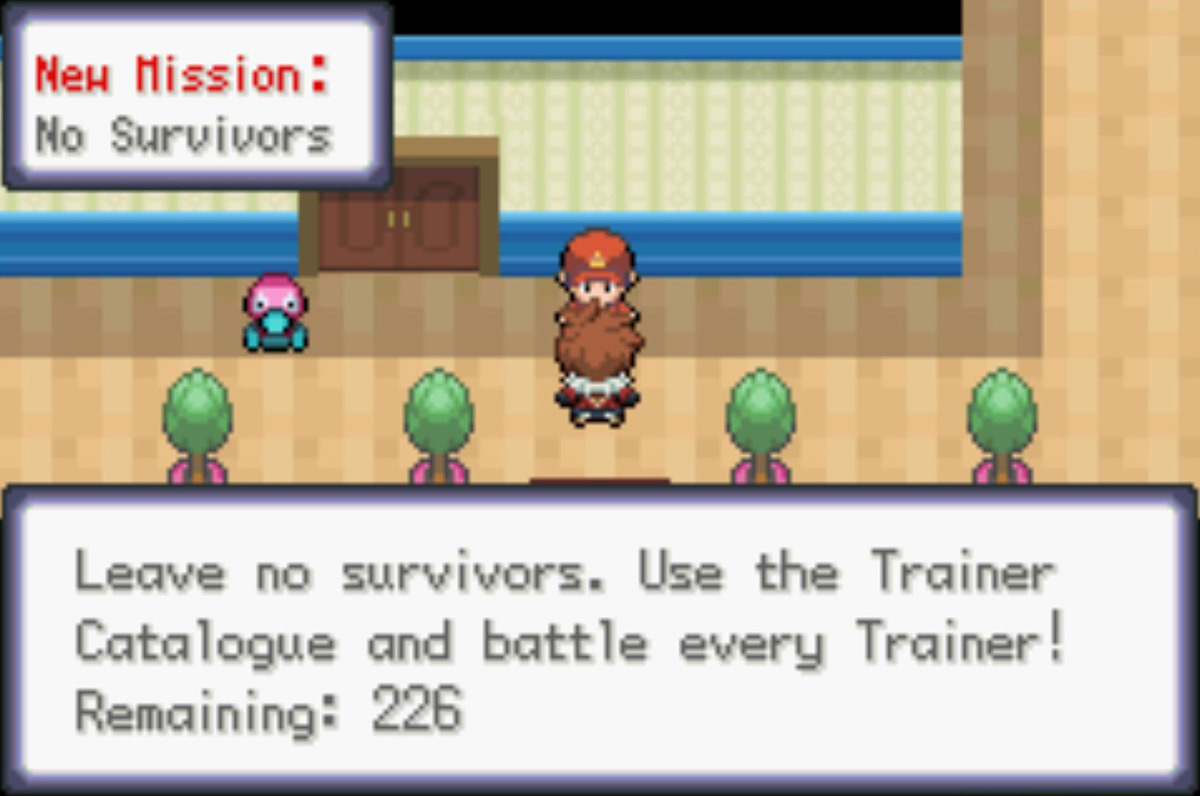 New Mission:
No Survivors
Leave no survivors. Use the Trainer
Catalogue and battle every Trainer!
Remaining: 226